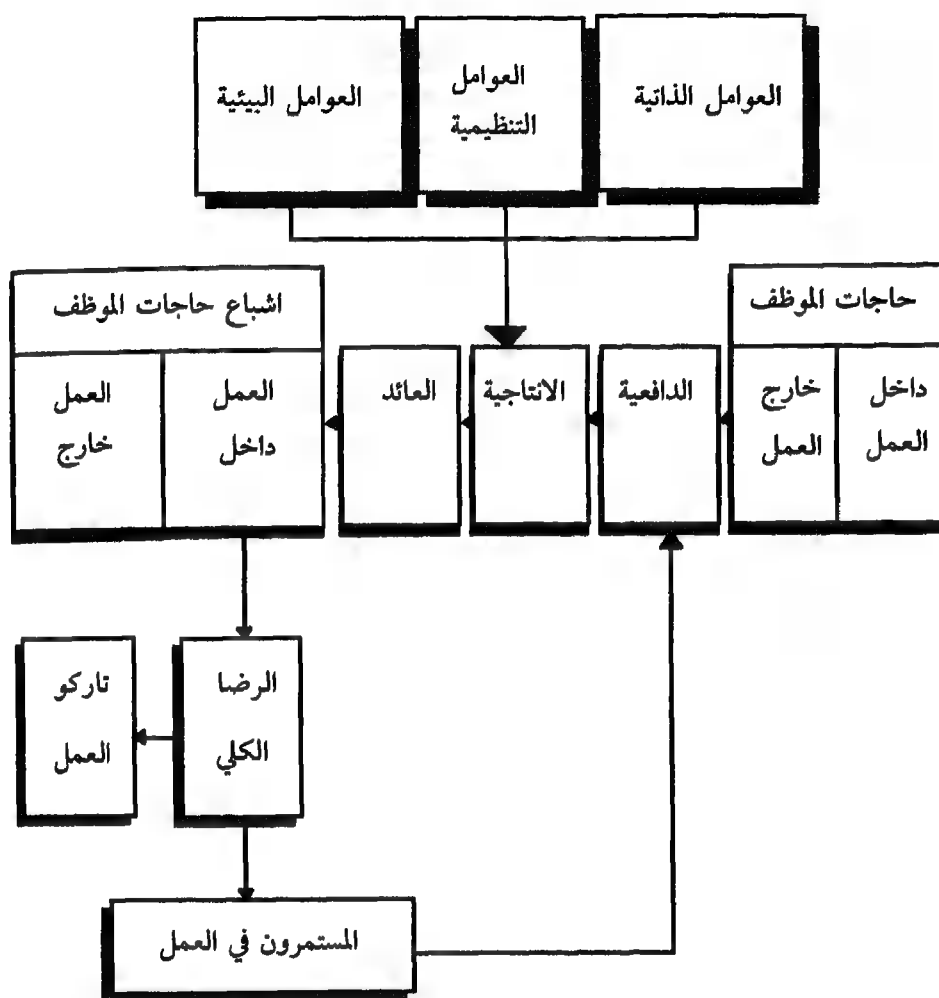 العوامل الذاتية
العوامل
التنظيمية
العوامل البيئية
حاجات الموظف
داخل
العمل
خارج
العمل
الدافعية
الانتاجية
العائد
اشباع حاجات الموظف
العمل
داخل
العمل
خارج
الرضا
الكلي
تاركو
العمل
المستمرون في العمل